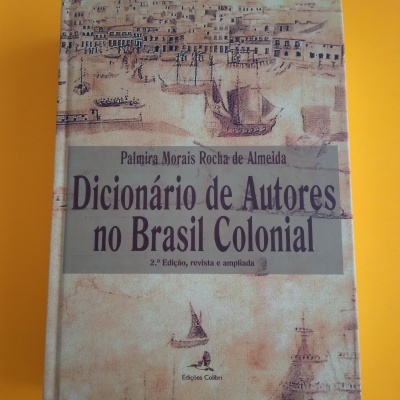 Palmira Morais Rocha de Almeida
Dicionário de Autores
no Brasil Colonial
2.ª Edição, revista e ampliada
Edições Colibri